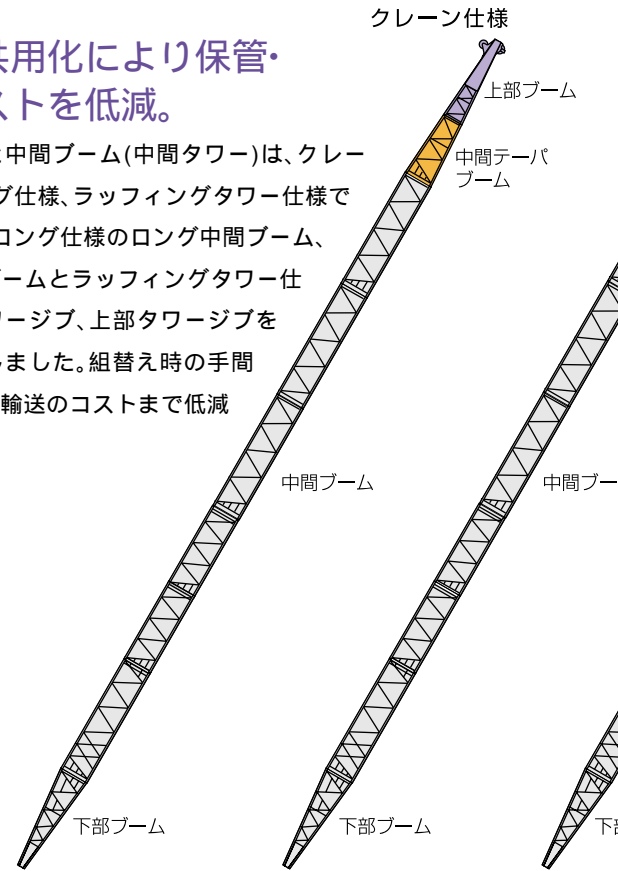 クレーン仕様
共用化により保管・
ストを低減。
中間ブーム(中間タワー)は、クレー
グ仕様、ラッフィングタワー仕様で
ロング仕様のロング中間ブーム、
ームとラッフィングタワー仕
ワージブ、上部タワージブを
しました。組替え時の手間
輸送のコストまで低減
上部ブーム
中間テーパ
ブーム
中間ブーム
中間ブー
下部ブーム
下部ブーム
下部